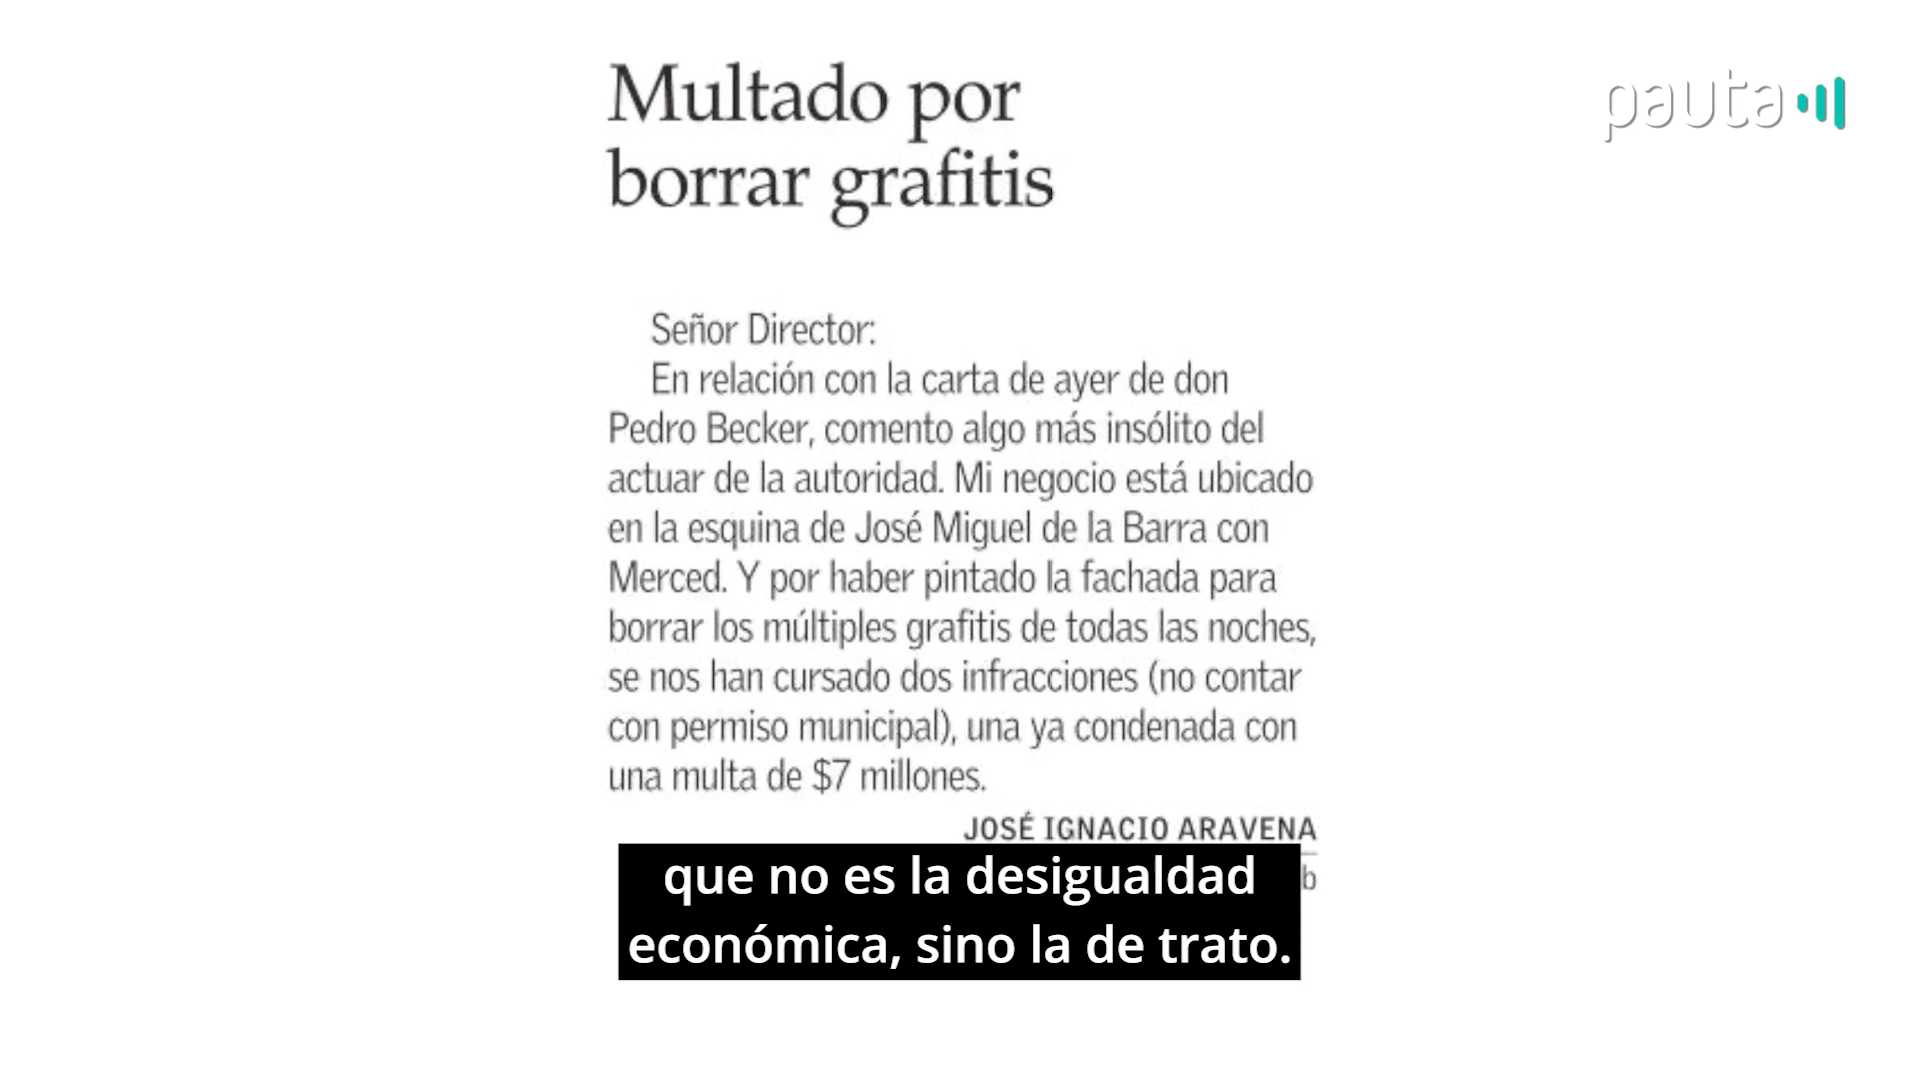 Multado por
borrar grafitis
pauta
Señor Director:
En relación con la carta de ayer de don
Pedro Becker, comento algo más insólito del
actuar de la autoridad. Mi negocio está ubicado
en la esquina de José Miguel de la Barra con
Merced. Y por haber pintado la fachada para
borrar los múltiples grafitis de todas las noches,
se nos han cursado dos infracciones (no contar
con permiso municipal), una ya condenada con
una multa de $7 millones.
JOSÉ IGNACIO ARAVENA
que no es la desigualdad
económica, sino la de trato.